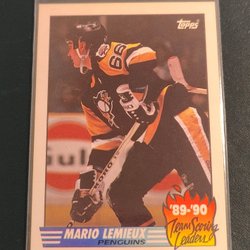 Topps
66
Gulf
MARIO LEMIEUX
PENGUINS
'89-'90
Team Scoring
Leaders